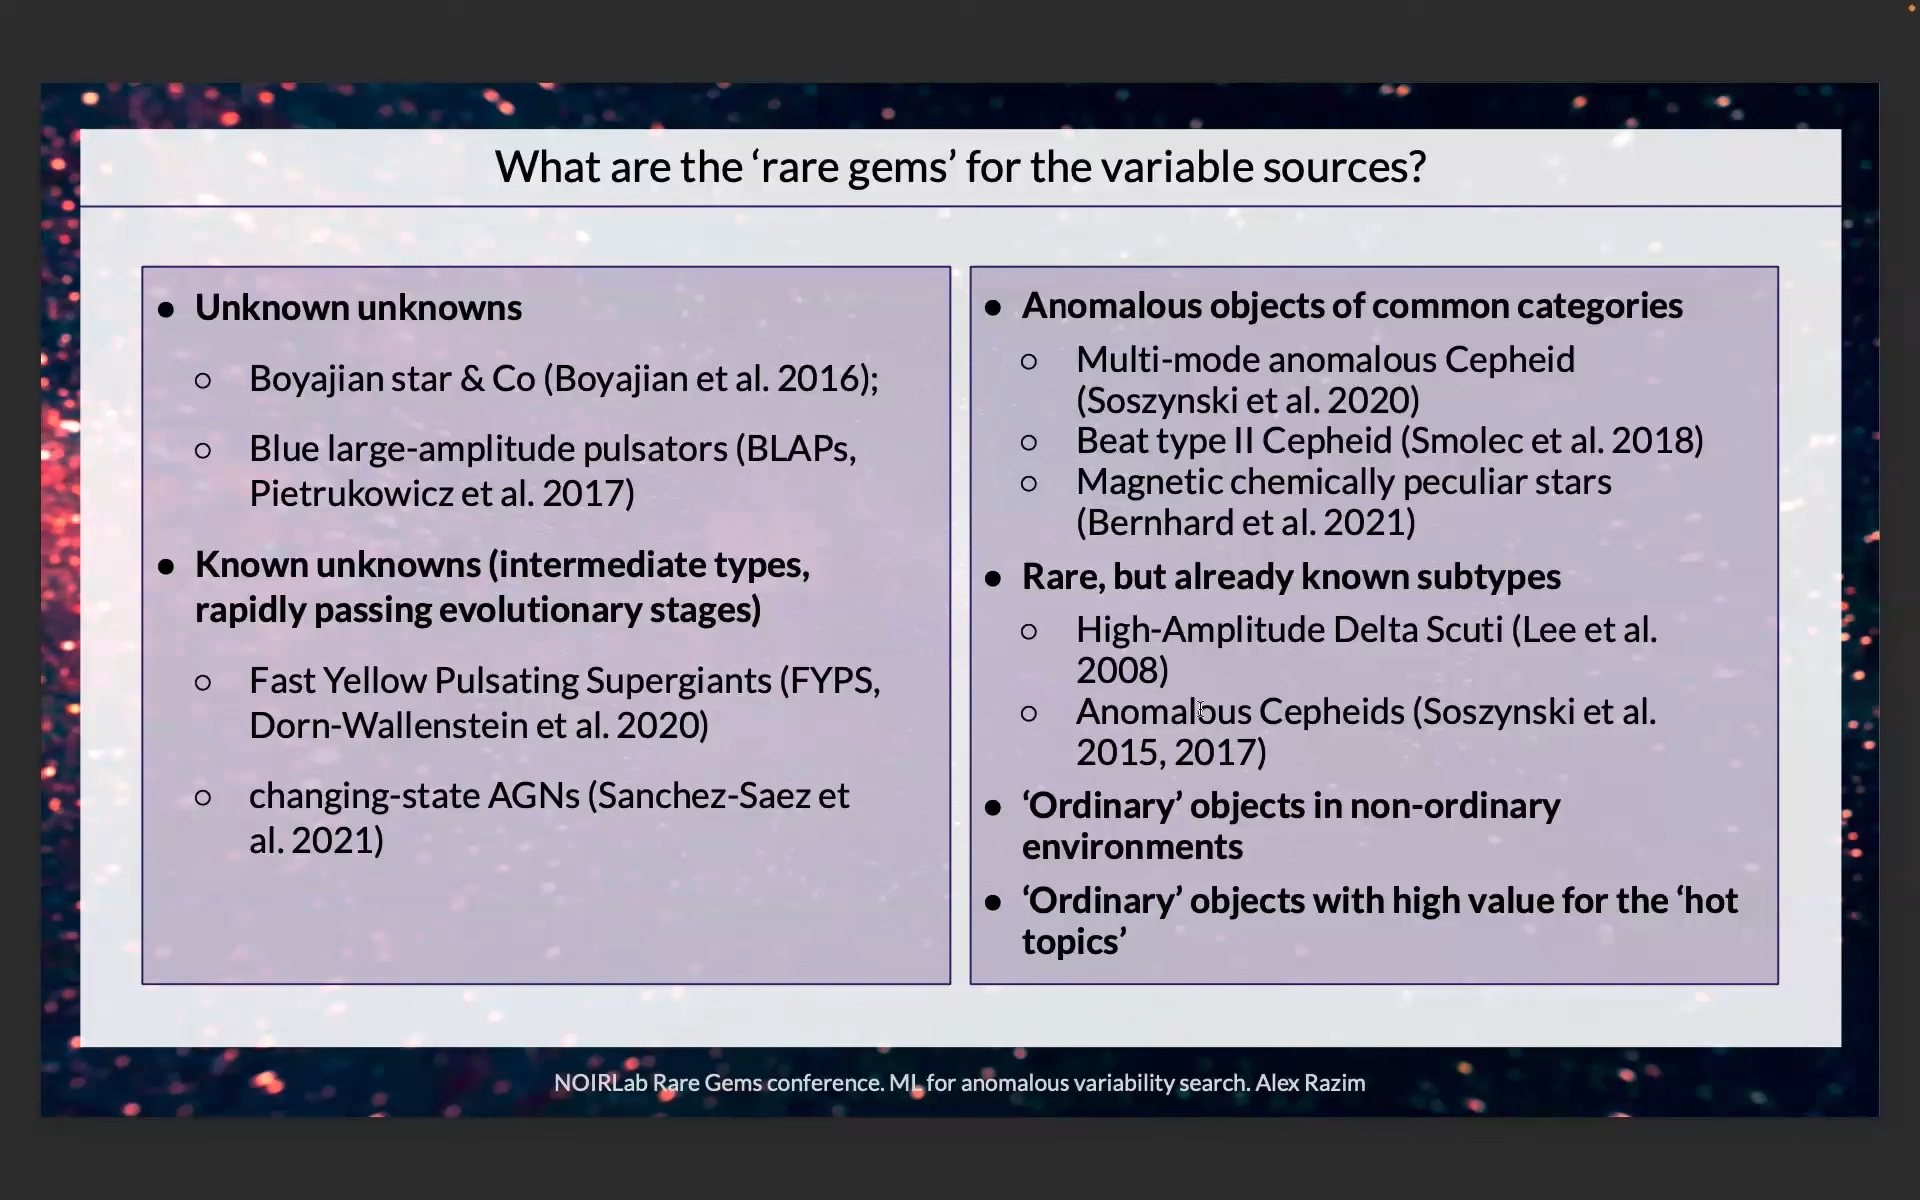 What are the ‘rare gems’ for the variable sources?
● Unknown unknowns
○ Boyajian star & Co (Boyajian et al. 2016);
○ Blue large-amplitude pulsators (BLAPs,
Pietrukowicz et al. 2017)
● Known unknowns (intermediate types,
rapidly passing evolutionary stages)
○ Fast Yellow Pulsating Supergiants (FYPS,
Dorn-Wallenstein et al. 2020)
○ changing-state AGNs (Sanchez-Saez et
al. 2021)
● Anomalous objects of common categories
○ Multi-mode anomalous Cepheid
(Soszynski et al. 2020)
○ Beat type II Cepheid (Smolec et al. 2018)
○ Magnetic chemically peculiar stars
(Bernhard et al. 2021)
● Rare, but already known subtypes
○ High-Amplitude Delta Scuti (Lee et al.
2008)
○ Anomalous Cepheids (Soszynski et al.
2015, 2017)
● ‘Ordinary’ objects in non-ordinary
environments
● ‘Ordinary’ objects with high value for the ‘hot
topics’
NOIRLab Rare Gems conference. ML for anomalous variability search. Alex Razim